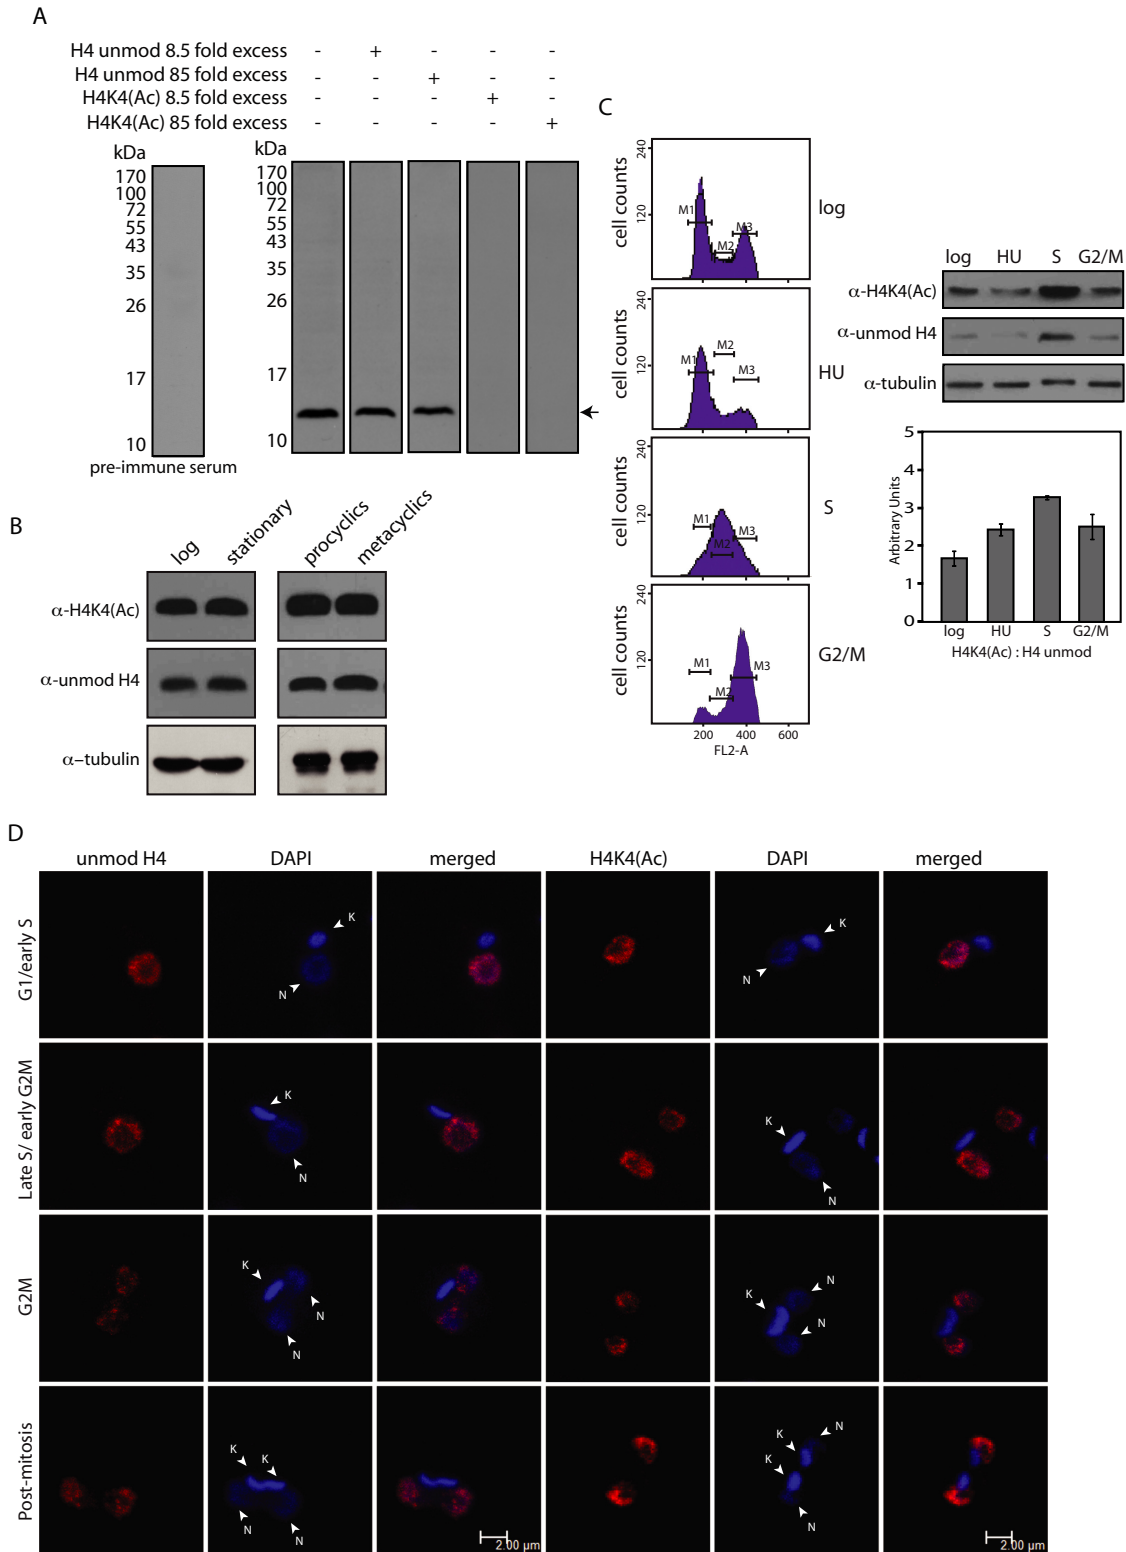 A
H4 unmod 8.5 fold excess - + - - -
H4 unmod 85 fold excess - - + - -
H4K4(Ac) 8.5 fold excess - - - + -
H4K4(Ac) 85 fold excess - - - - +
kDa
170
100
72
55
43
35
26
17
10
pre-immune serum
kDa
170
100
72
55
43
35
26
17
10
B
log stationary procyclics metacyclics
α-H4K4(Ac)
α-unmod H4
α-tubulin
C
cell counts
240
120
M1
M2
M3
log
cell counts
240
120
M1
M2
M3
HU
cell counts
240
120
M1
M2
M3
S
cell counts
240
120
M1
M2
M3
G2/M
200 400 600
FL2-A
log HU S G2/M
α-H4K4(Ac)
α-unmod H4
α-tubulin
Arbitrary Units
5
4
3
2
1
0
log HU S G2/M
H4K4(Ac) : H4 unmod
D
unmod H4 DAPI merged H4K4(Ac) DAPI merged
G1/early S
K
N
K
N
Late S/ early G2M
K
N
K
N
G2M
K
N
N
K
N
N
Post-mitosis
K
K
N
N
K
N
K
N
2.00 μm
2.00 μm